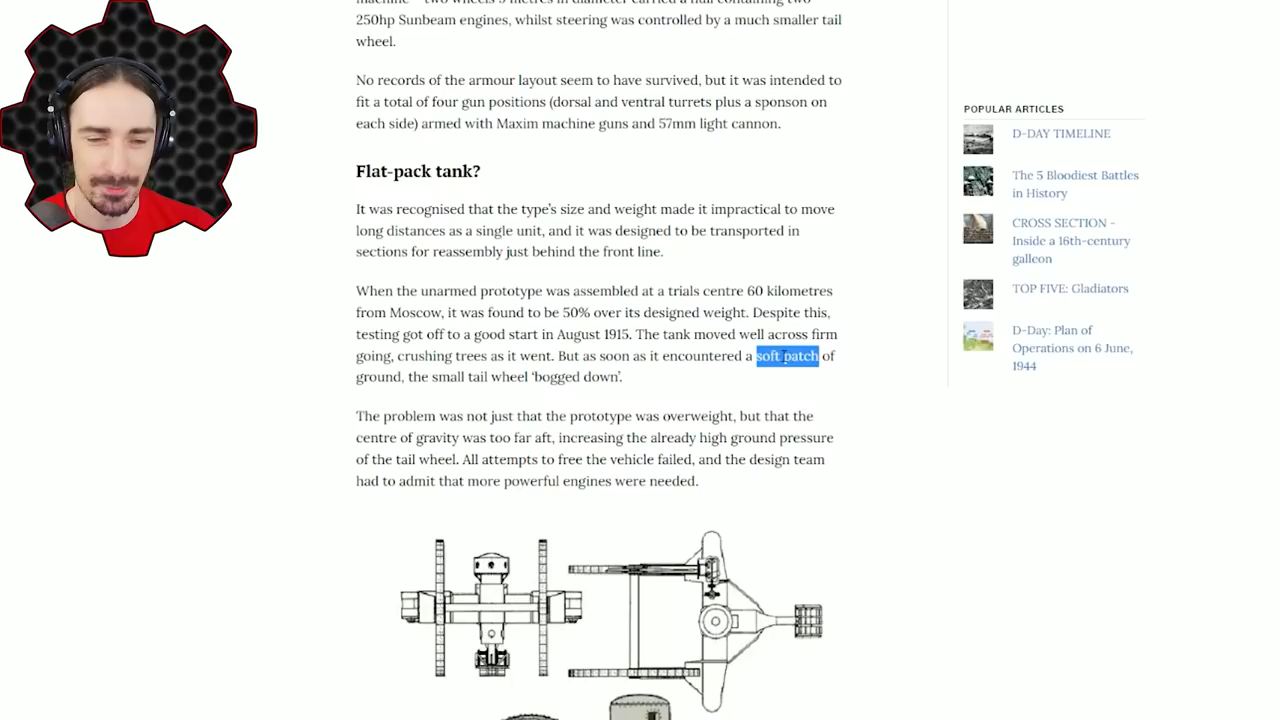 machine – two wheels 9 metres in diameter carried a hull containing two
250hp Sunbeam engines, whilst steering was controlled by a much smaller tail
wheel.
No records of the armour layout seem to have survived, but it was intended to
fit a total of four gun positions (dorsal and ventral turrets plus a sponson on
each side) armed with Maxim machine guns and 57mm light cannon.
Flat-pack tank?
It was recognised that the type's size and weight made it impractical to move
long distances as a single unit, and it was designed to be transported in
sections for reassembly just behind the front line.
When the unarmed prototype was assembled at a trials centre 60 kilometres
from Moscow, it was found to be 50% over its designed weight. Despite this,
testing got off to a good start in August 1915. The tank moved well across firm
going, crushing trees as it went. But as soon as it encountered a soft patch of
ground, the small tail wheel ‘bogged down’.
The problem was not just that the prototype was overweight, but that the
centre of gravity was too far aft, increasing the already high ground pressure
of the tail wheel. All attempts to free the vehicle failed, and the design team
had to admit that more powerful engines were needed.
POPULAR ARTICLES
D-DAY TIMELINE
The 5 Bloodiest Battles
in History
CROSS SECTION -
Inside a 16th-century
galleon
TOP FIVE: Gladiators
D-Day: Plan of
Operations on 6 June,
1944